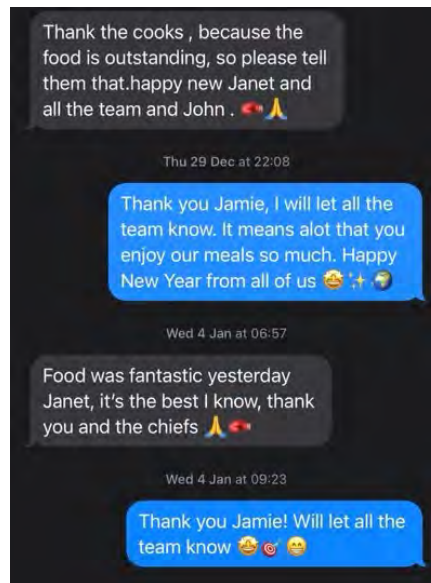 Thank the cooks , because the
food is outstanding, so please tell
them that.happy new Janet and
all the team and John . 🥊🙏
Thu 29 Dec at 22:08
Thank you Jamie, I will let all the
team know. It means alot that you
enjoy our meals so much. Happy
New Year from all of us 🤩✨🌍
Wed 4 Jan at 06:57
Food was fantastic yesterday
Janet, it’s the best I know, thank
you and the chiefs 🙏🥊
Wed 4 Jan at 09:23
Thank you Jamie! Will let all the
team know 🤩🎯😁